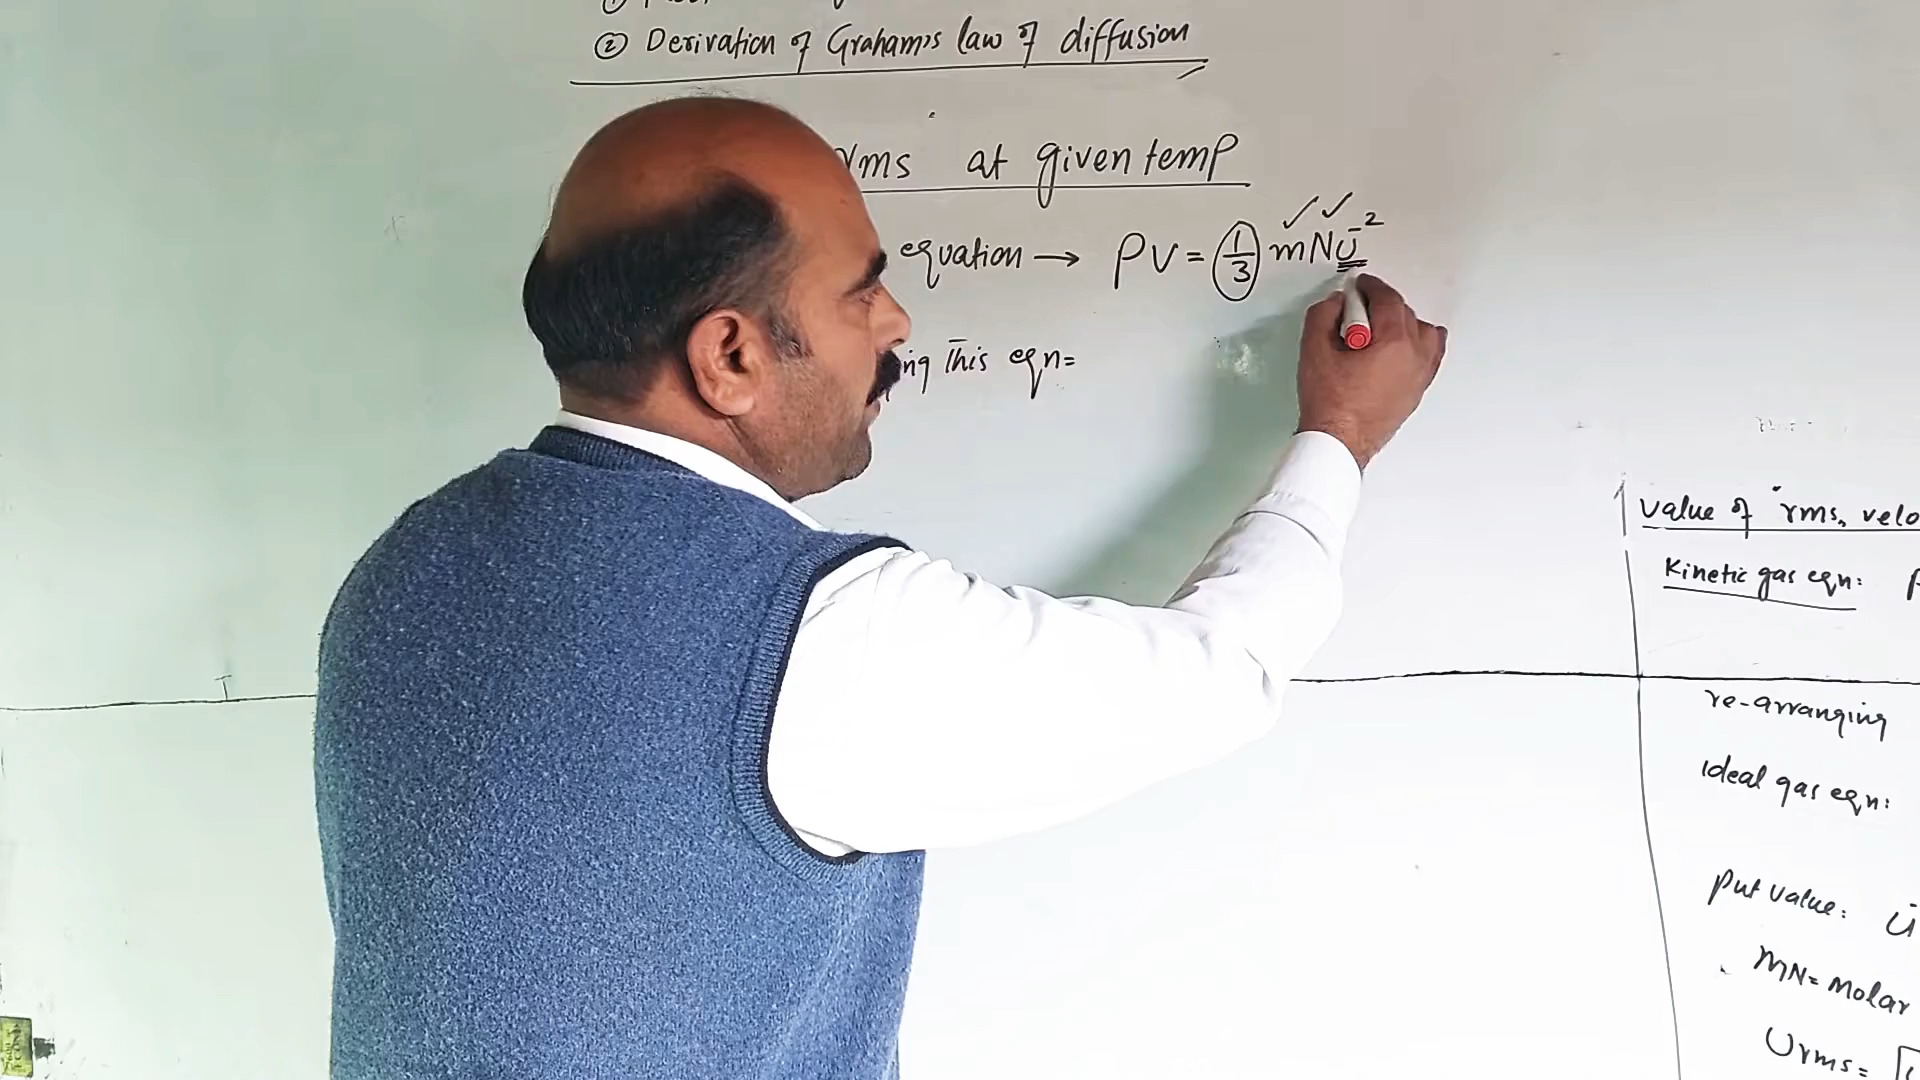 ② Derivation of Graham's law of diffusion
rms at given temp
equation → PV = 1/3 mNŪ²
ing This eqn=
Value of rms, velo
Kinetic gas eqn:
re-arranging
Ideal gas eqn:
Put value: Ū
mN= Molar
Urms=